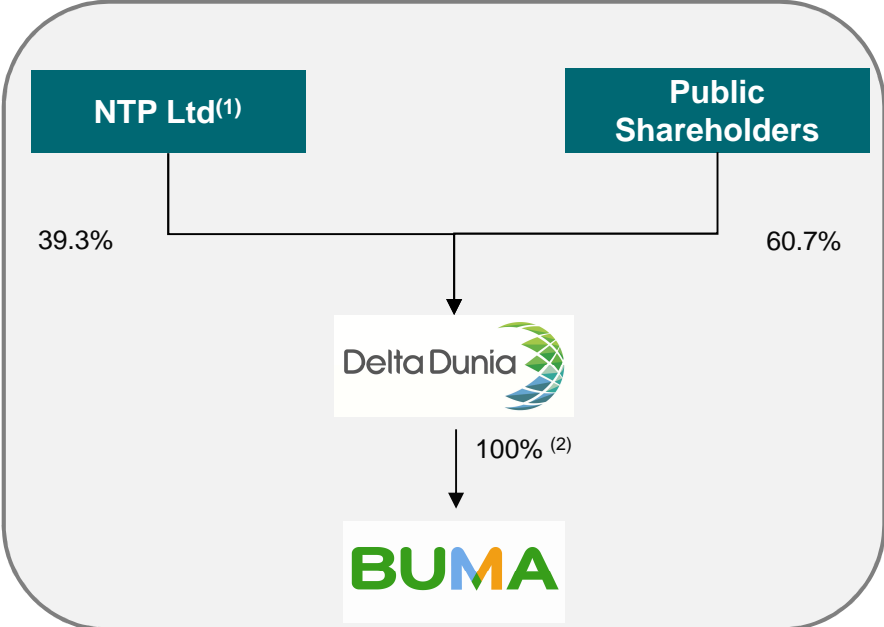 NTP Ltd(1)
Public
Shareholders
39.3%
60.7%
Delta Dunia
100% (2)
BUMA